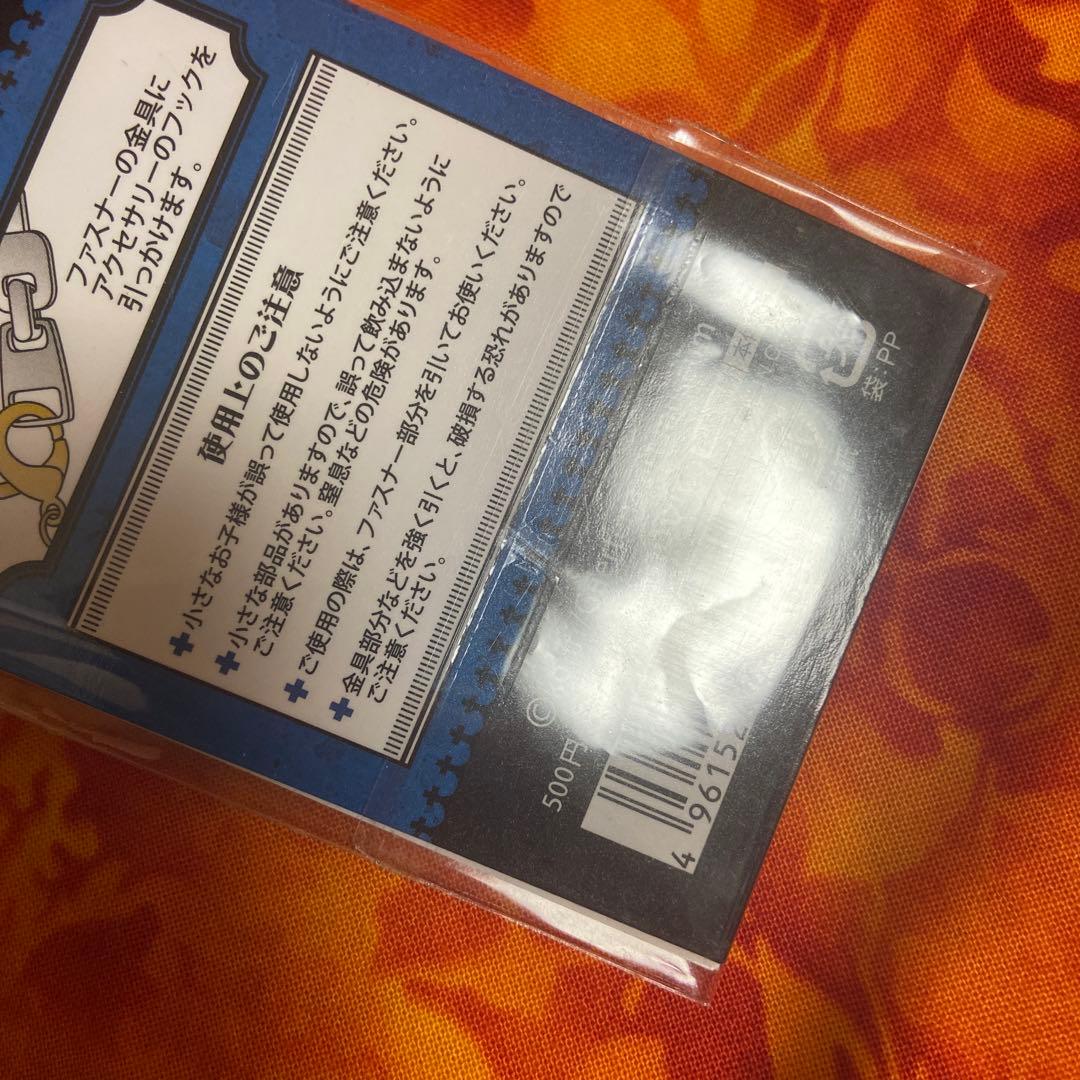 ファスナーの金具に
アクセサリーのフックを
引っかけます。
使用上のご注意
小さなお子様が誤って使用しないようにご注意ください。
小さな部品がありますので、誤って飲み込まないように
ご注意ください。窒息などの危険があります。
ご使用の際は、ファスナー部分を引いてお使いください。
金具部分などを強く引くと、破損する恐れがありますので
ご注意ください。
袋:PP
©
500円
4 96152